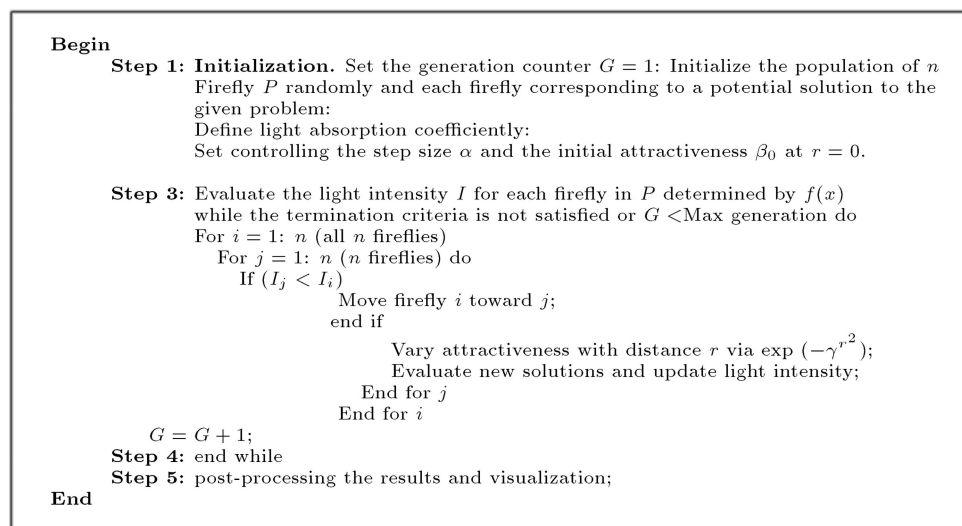 Begin
Step 1: Initialization. Set the generation counter G = 1: Initialize the population of n
Firefly P randomly and each firefly corresponding to a potential solution to the
given problem:
Define light absorption coefficiently:
Set controlling the step size α and the initial attractiveness β₀ at r = 0.
Step 3: Evaluate the light intensity I for each firefly in P determined by f(x)
while the termination criteria is not satisfied or G <Max generation do
For i = 1: n (all n fireflies)
For j = 1: n (n fireflies) do
If (I_j < I_i)
Move firefly i toward j;
end if
Vary attractiveness with distance r via exp (−γ^{r^2});
Evaluate new solutions and update light intensity;
End for j
End for i
G = G + 1;
Step 4: end while
Step 5: post-processing the results and visualization;
End